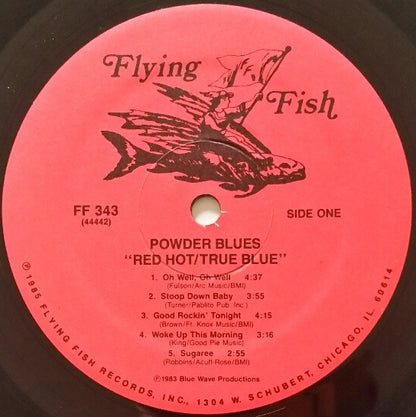 Flying
Fish
FF 343
(44442)
SIDE ONE
POWDER BLUES
"RED HOT/TRUE BLUE"
1. Oh Well, Oh Well 4:37
(Fulson/Arc Music/BMI)
2. Stoop Down Baby 3:55
(Turner/Pablito Pub. Inc.)
3. Good Rockin' Tonight 4:15
(Brown/Ft. Knox Music/BMI)
4. Woke Up This Morning 3:16
(King/Good Pie Music)
5. Sugaree 2:55
(Robbins/Acuff-Rose/BMI)
Ⓟ1983 Blue Wave Productions
Ⓟ 1985 FLYING FISH RECORDS, INC., 1304 W. SCHUBERT, CHICAGO, IL 60614